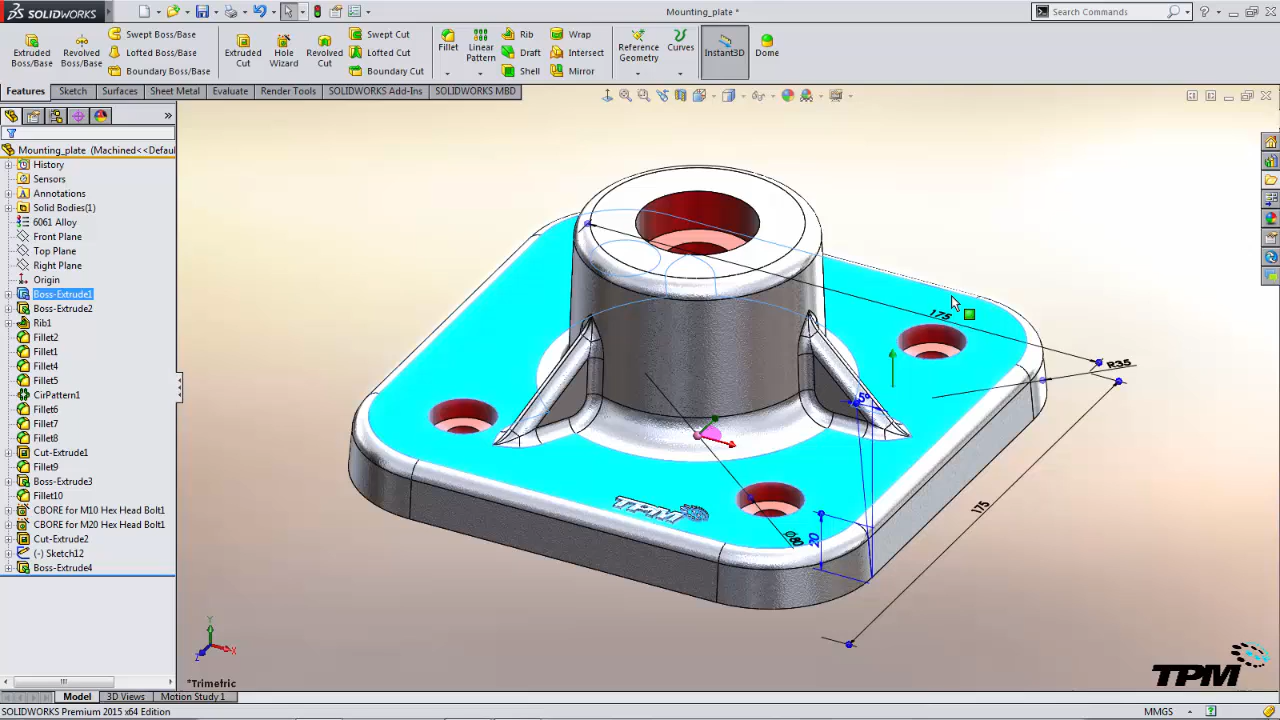 SOLIDWORKS
Mounting_plate *
Search Commands
Extruded Boss/Base
Revolved Boss/Base
Swept Boss/Base
Lofted Boss/Base
Boundary Boss/Base
Extruded Cut
Hole Wizard
Revolved Cut
Swept Cut
Lofted Cut
Boundary Cut
Fillet
Linear Pattern
Rib
Draft
Shell
Wrap
Intersect
Mirror
Reference Geometry
Curves
Instant3D
Dome
Features Sketch Surfaces Sheet Metal Evaluate Render Tools SOLIDWORKS Add-Ins SOLIDWORKS MBD
Mounting_plate (Machined<<Defau
History
Sensors
Annotations
Solid Bodies(1)
6061 Alloy
Front Plane
Top Plane
Right Plane
Origin
Boss-Extrude1
Boss-Extrude2
Rib1
Fillet2
Fillet1
Fillet4
Fillet5
CirPattern1
Fillet6
Fillet7
Fillet8
Cut-Extrude1
Fillet9
Boss-Extrude3
Fillet10
CBORE for M10 Hex Head Bolt1
CBORE for M20 Hex Head Bolt1
Cut-Extrude2
(-) Sketch12
Boss-Extrude4
175
R35
5°
175
20
Ø80
TPM
Y
X
Z
*Trimetric
TPM
Model 3D Views Motion Study 1
SOLIDWORKS Premium 2015 x64 Edition
MMGS